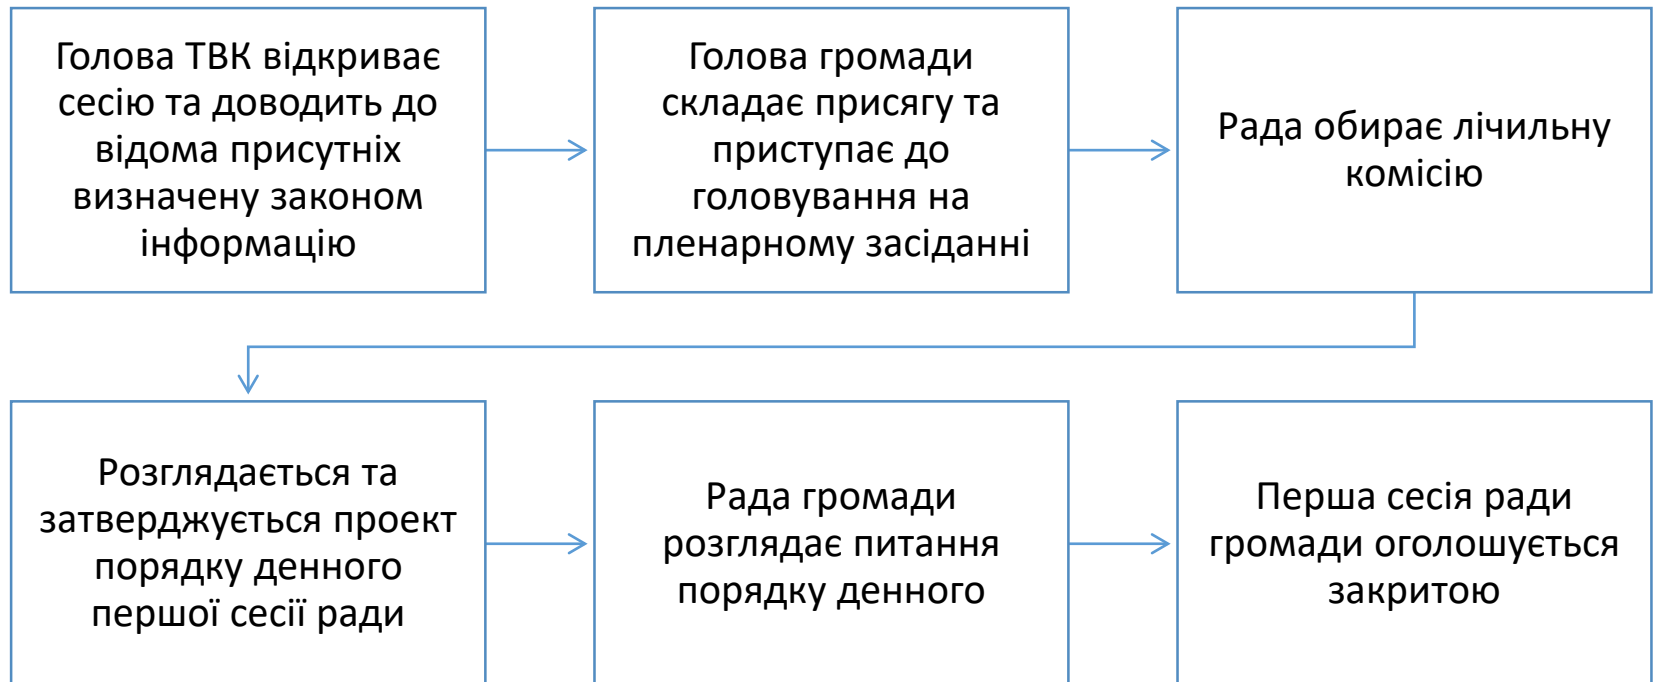 Голова ТВК відкриває
сесію та доводить до
відома присутніх
визначену законом
інформацію
Голова громади
складає присягу та
приступає до
головування на
пленарному засіданні
Рада обирає лічильну
комісію
Розглядається та
затверджується проект
порядку денного
першої сесії ради
Рада громади
розглядає питання
порядку денного
Перша сесія ради
громади оголошується
закритою